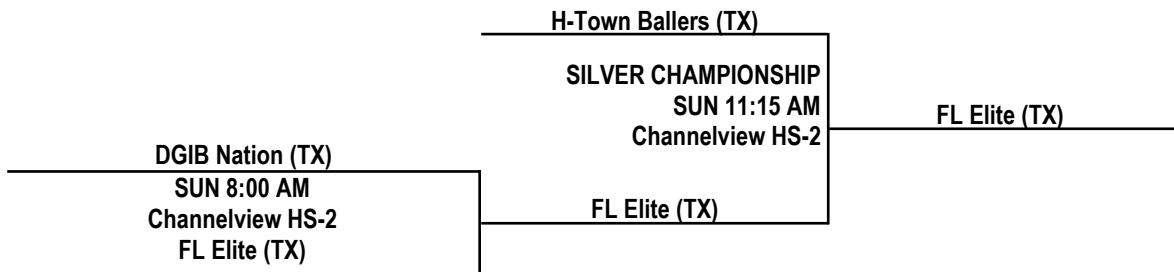 H-Town Ballers (TX)
SILVER CHAMPIONSHIP
SUN 11:15 AM
Channelview HS-2
FL Elite (TX)
DGIB Nation (TX)
SUN 8:00 AM
Channelview HS-2
FL Elite (TX)
FL Elite (TX)